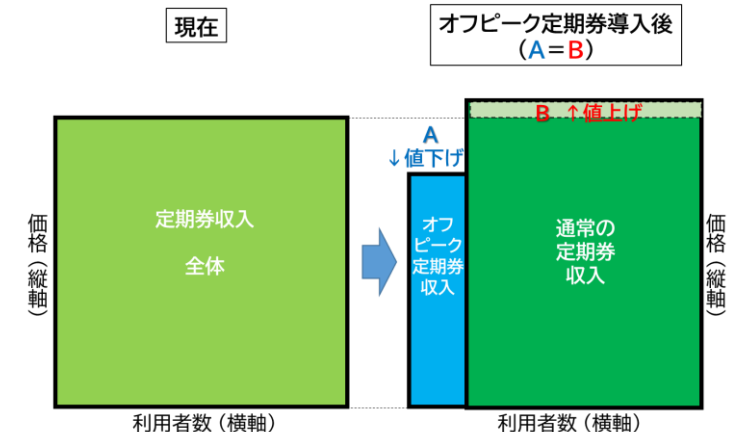 現在
オフピーク定期券導入後
（A＝B）
B ↑値上げ
A
↓値下げ
定期券収入
全体
オフ
ピーク
定期券
収入
通常の
定期券
収入
価格（縦軸）
価格（縦軸）
利用者数（横軸）
利用者数（横軸）